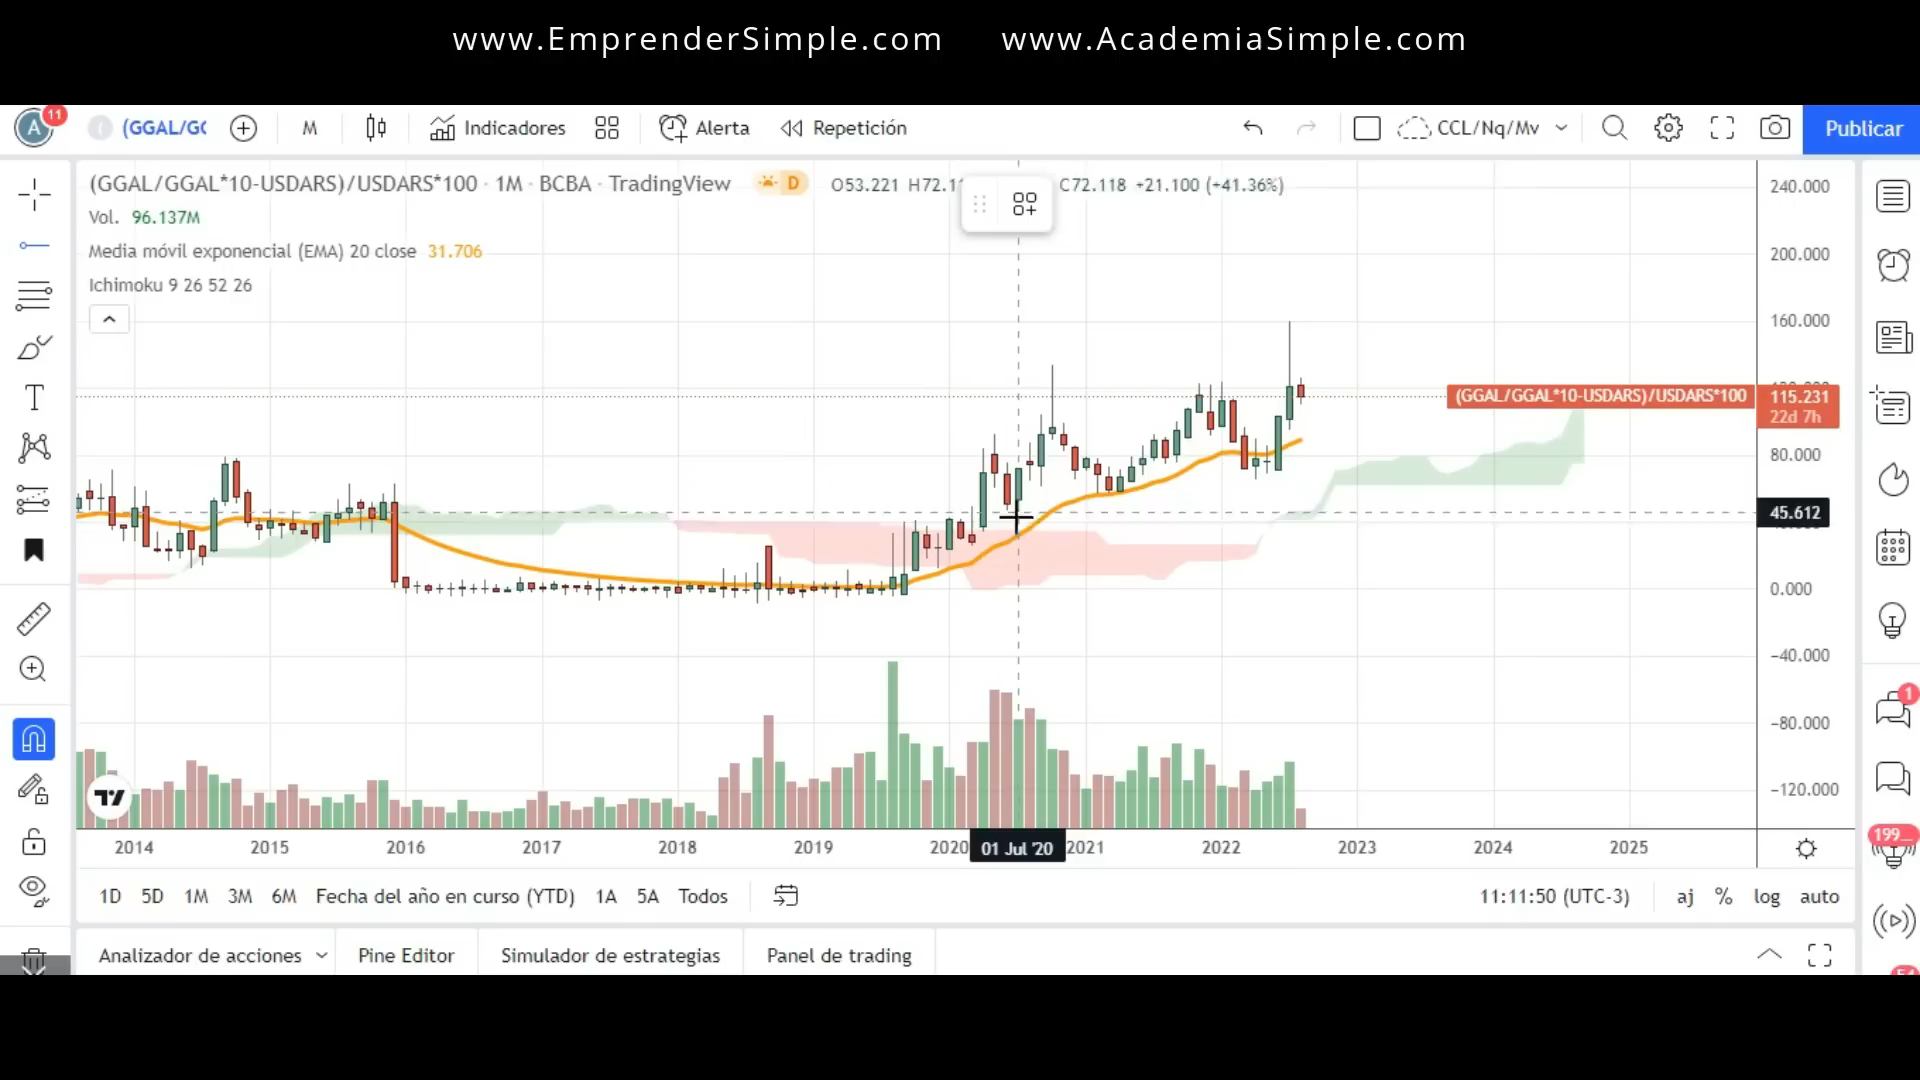 www.EmprenderSimple.com www.AcademiaSimple.com
A 11 (GGAL/GG M Indicadores Alerta Repetición CCL/Nq/Mv Publicar
(GGAL/GGAL*10-USDARS)/USDARS*100 · 1M · BCBA · TradingView D O53.221 H72.1 C72.118 +21.100 (+41.36%)
Vol. 96.137M
Media móvil exponencial (EMA) 20 close 31.706
Ichimoku 9 26 52 26
240.000
200.000
160.000
(GGAL/GGAL*10-USDARS)/USDARS*100 115.231
22d 7h
80.000
45.612
0.000
−40.000
−80.000
−120.000
1
199
2014 2015 2016 2017 2018 2019 2020 01 Jul '20 2021 2022 2023 2024 2025
1D 5D 1M 3M 6M Fecha del año en curso (YTD) 1A 5A Todos 11:11:50 (UTC-3) aj % log auto
Analizador de acciones Pine Editor Simulador de estrategias Panel de trading